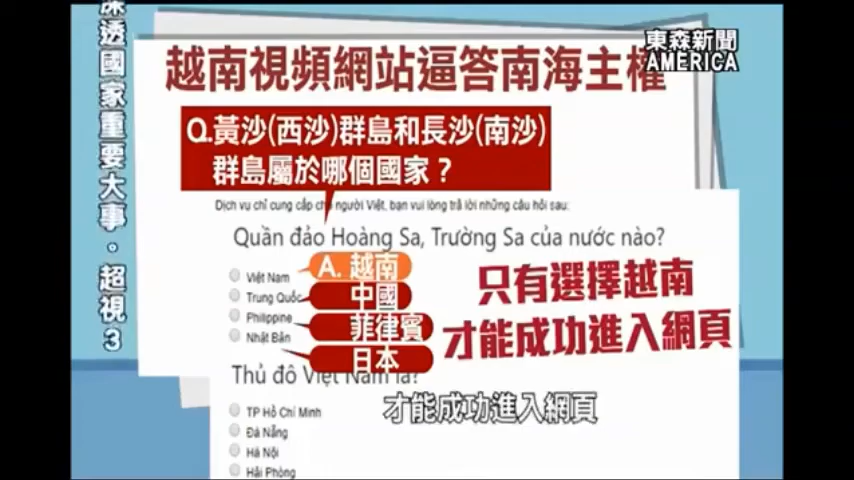 東森新聞
AMERICA
越南視頻網站逼答南海主權
Q.黃沙(西沙)群島和長沙(南沙)
群島屬於哪個國家？
Dịch vụ chỉ cung cấp cho người Việt, bạn vui lòng trả lời những câu hỏi sau:
Quần đảo Hoàng Sa, Trường Sa của nước nào?
Việt Nam
A. 越南
Trung Quốc
中國
Philippine
菲律賓
Nhật Bản
日本
只有選擇越南
才能成功進入網頁
Thủ đô Việt Nam là?
TP Hồ Chí Minh
Đà Nẵng
Hà Nội
Hải Phòng
才能成功進入網頁
透國家重要大事。超視3